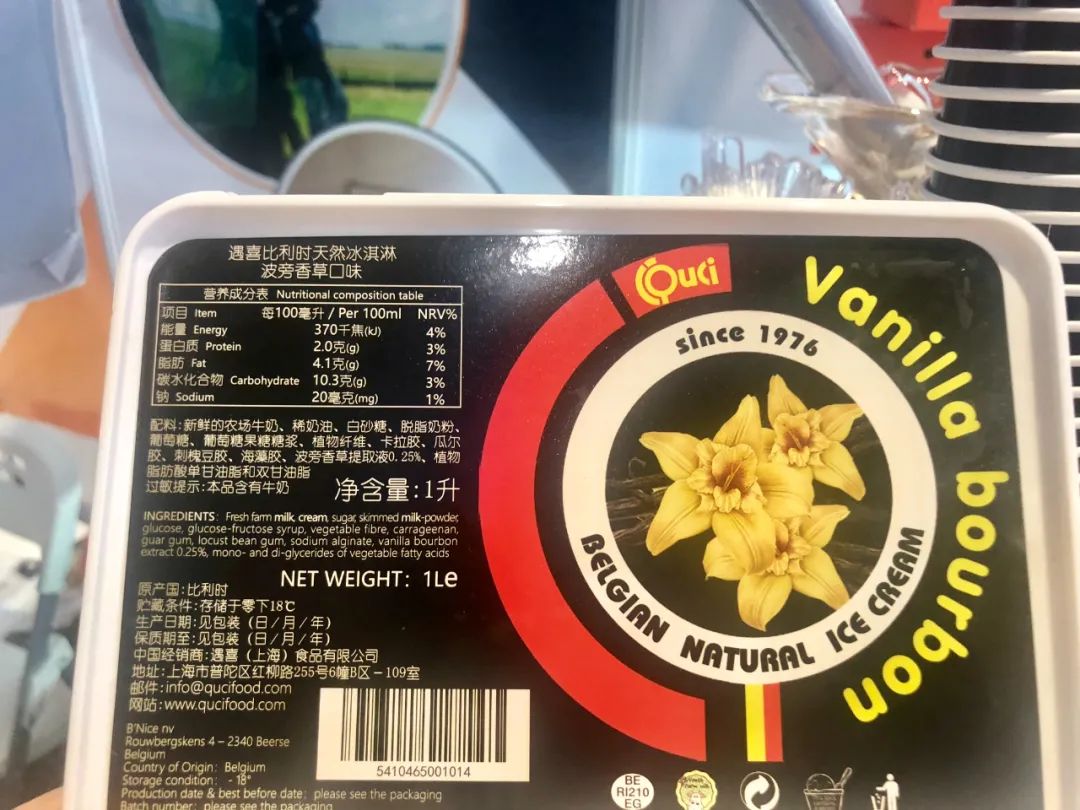 遇喜比利时天然冰淇淋
波旁香草口味
营养成分表 Nutritional composition table
项目 Item 每100毫升 / Per 100ml NRV%
能量 Energy 370千焦(kJ) 4%
蛋白质 Protein 2.0克(g) 3%
脂肪 Fat 4.1克(g) 7%
碳水化合物 Carbohydrate 10.3克(g) 3%
钠 Sodium 20毫克(mg) 1%
配料:新鲜的农场牛奶、稀奶油、白砂糖、脱脂奶粉、
葡萄糖、葡萄糖果糖糖浆、植物纤维、卡拉胶、瓜尔
胶、刺槐豆胶、海藻胶、波旁香草提取液0.25%、植物
脂肪酸单甘油脂和双甘油脂
过敏提示:本品含有牛奶
净含量:1升
INGREDIENTS: Fresh farm milk, cream, sugar, skimmed milk-powder,
glucose, glucose-fructose syrup, vegetable fibre, carrageenan,
guar gum, locust bean gum, sodium alginate, vanilla bourbon
extract 0.25%, mono- and di-glycerides of vegetable fatty acids
NET WEIGHT: 1Le
原产国:比利时
贮藏条件:存储于零下18℃
生产日期:见包装(日/月/年)
保质期至:见包装(日/月/年)
中国经销商:遇喜(上海)食品有限公司
地址:上海市普陀区红柳路255号6幢B区-109室
邮件:info@qucifood.com
网站:www.qucifood.com
B'Nice nv
Rouwbergskens 4 – 2340 Beerse
Belgium
Country of Origin: Belgium
Storage condition: - 18°
Production date & best before date: please see the packaging
Batch number: please see the packaging
5410465001014
Quci
since 1976
BELGIAN NATURAL ICE CREAM
Vanilla bourbon
BE
RI210
EG